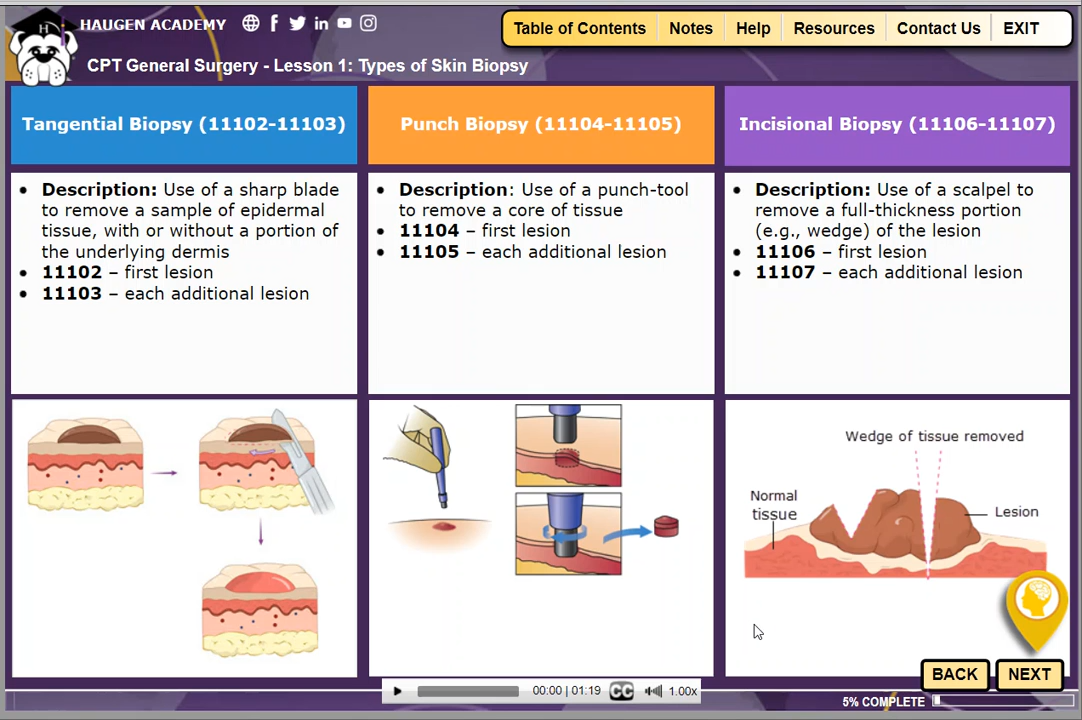 HAUGEN ACADEMY
Table of Contents
Notes
Help
Resources
Contact Us
EXIT
CPT General Surgery - Lesson 1: Types of Skin Biopsy
Tangential Biopsy (11102-11103)
• Description: Use of a sharp blade
to remove a sample of epidermal
tissue, with or without a portion of
the underlying dermis
• 11102 – first lesion
• 11103 – each additional lesion
Punch Biopsy (11104-11105)
• Description: Use of a punch-tool
to remove a core of tissue
• 11104 – first lesion
• 11105 – each additional lesion
Incisional Biopsy (11106-11107)
• Description: Use of a scalpel to
remove a full-thickness portion
(e.g., wedge) of the lesion
• 11106 – first lesion
• 11107 – each additional lesion
Wedge of tissue removed
Normal
tissue
Lesion
BACK
NEXT
00:00 | 01:19
CC
1.00x
5% COMPLETE
H